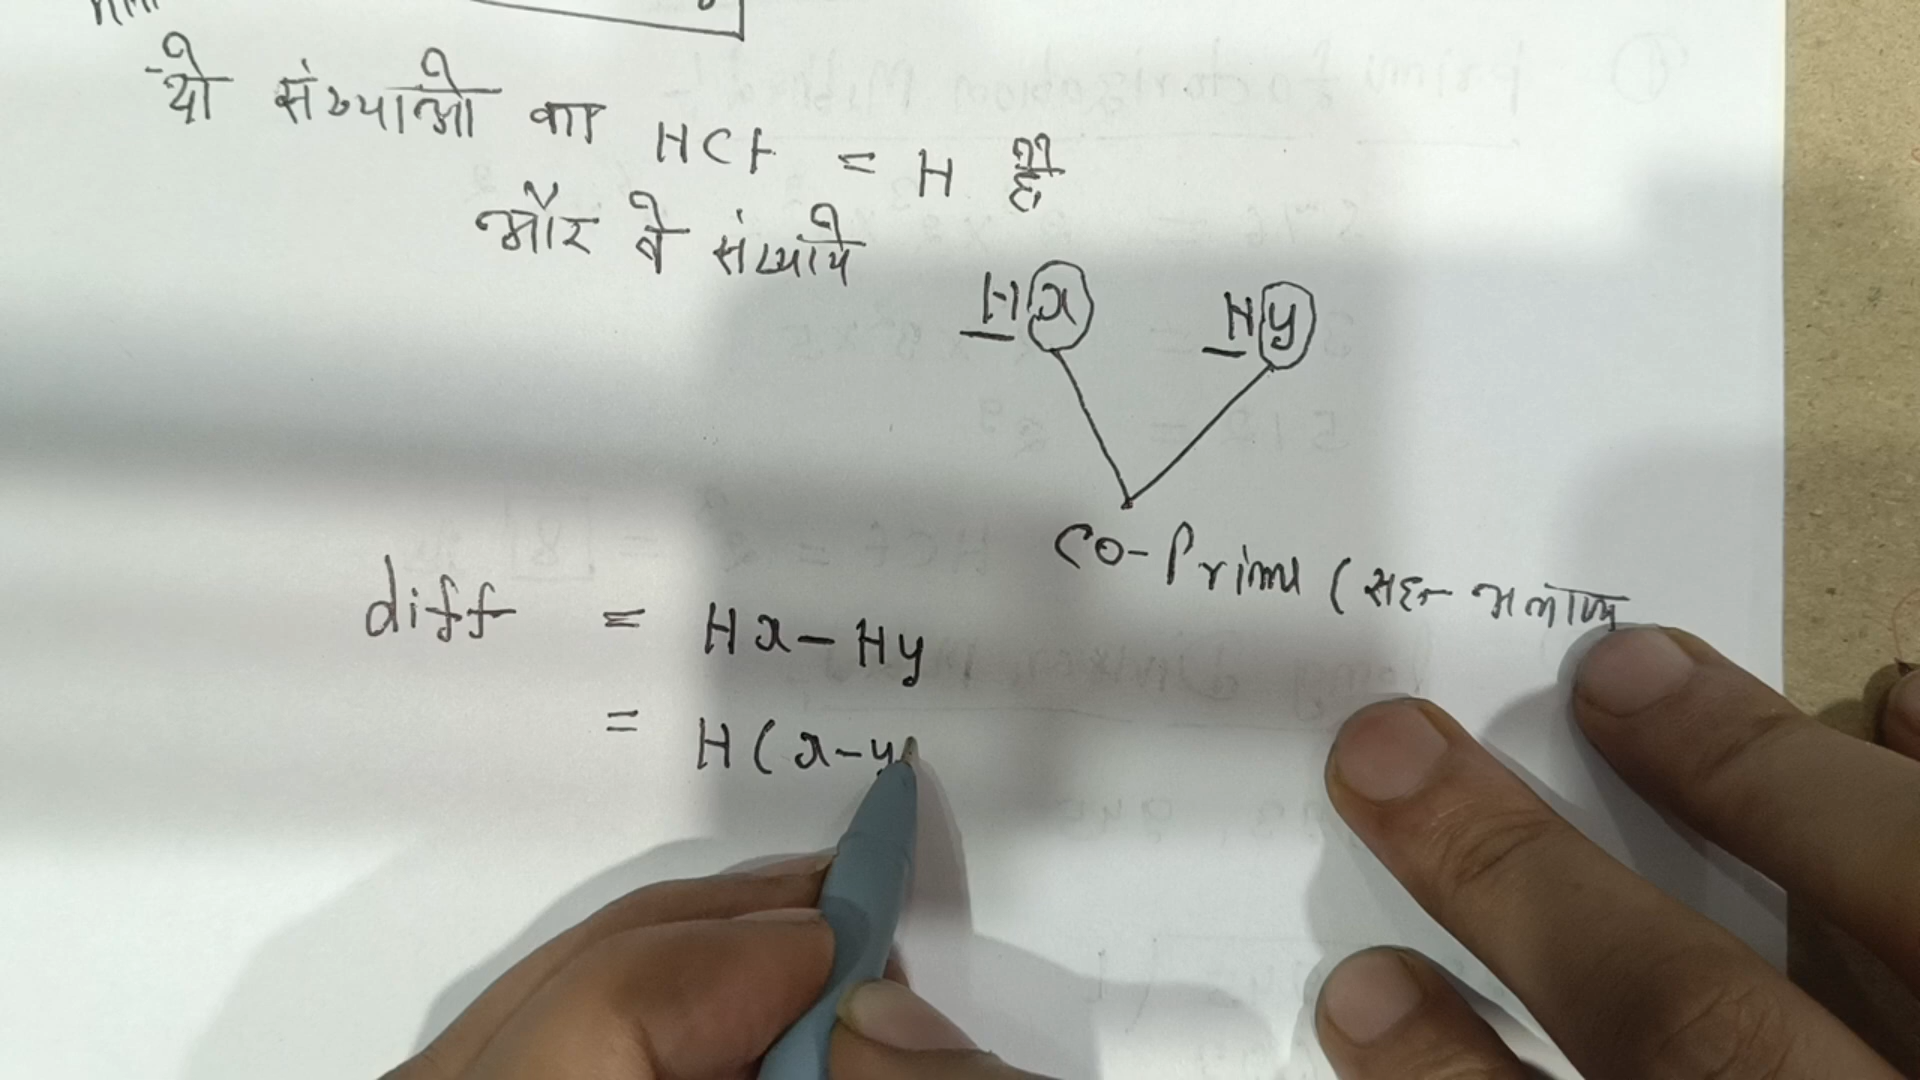 दो संख्याओ का HCF = H है
और वे संख्याये
Hx Hy
Co-Prime (सह-अभाज्य
diff = Hx - Hy
= H(x-y